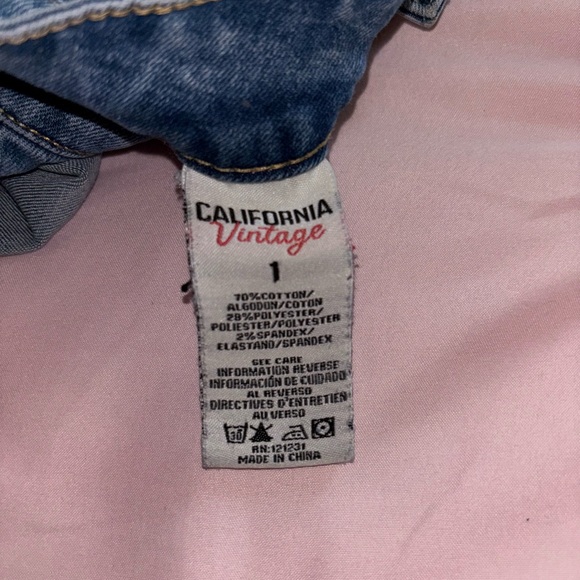 CALIFORNIA
Vintage
1
70%COTTON/
ALGODON/COTON
28%POLYESTER/
POLIESTER/POLYESTER
2%SPANDEX/
ELASTANO/SPANDEX
SEE CARE
INFORMATION REVERSE
INFORMACIÓN DE CUIDADO
AL REVERSO
DIRECTIVES D'ENTRETIEN
AU VERSO
30
RN:121231
MADE IN CHINA